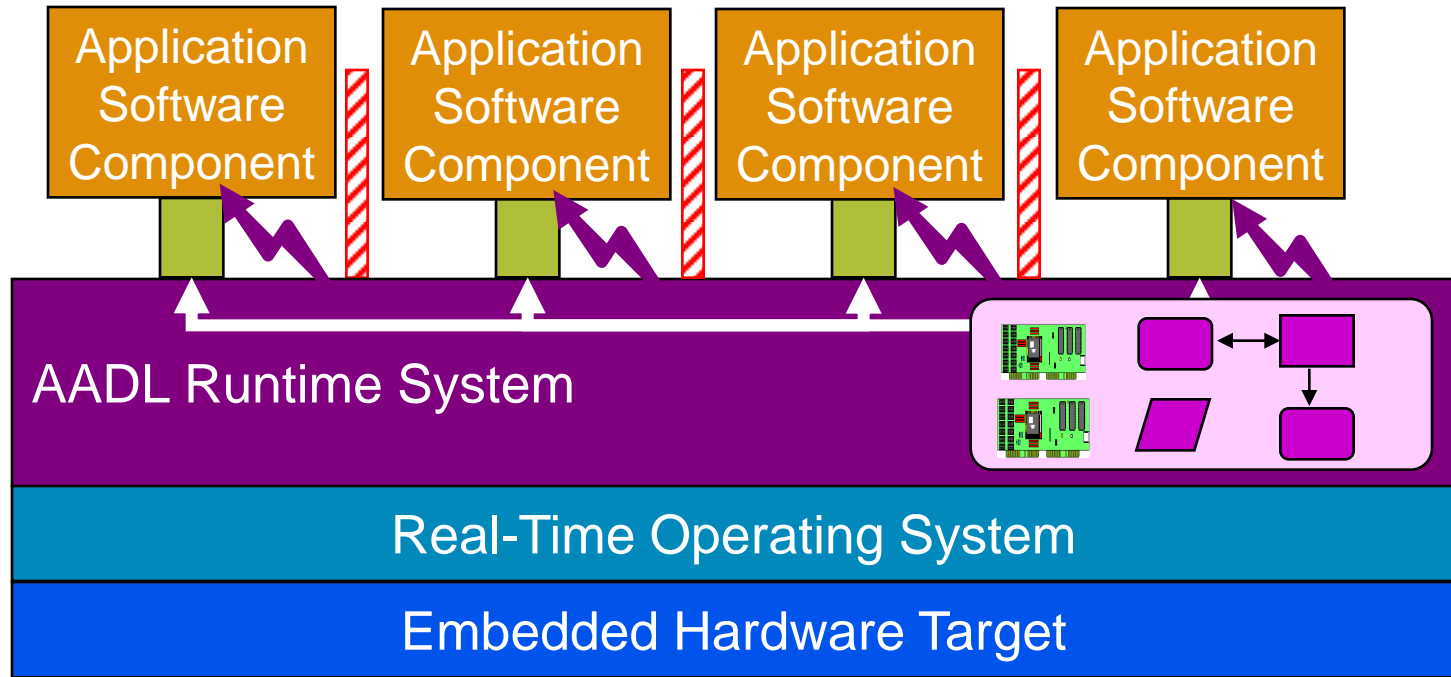 Application
Software
Component
Application
Software
Component
Application
Software
Component
Application
Software
Component
AADL Runtime System
Real-Time Operating System
Embedded Hardware Target